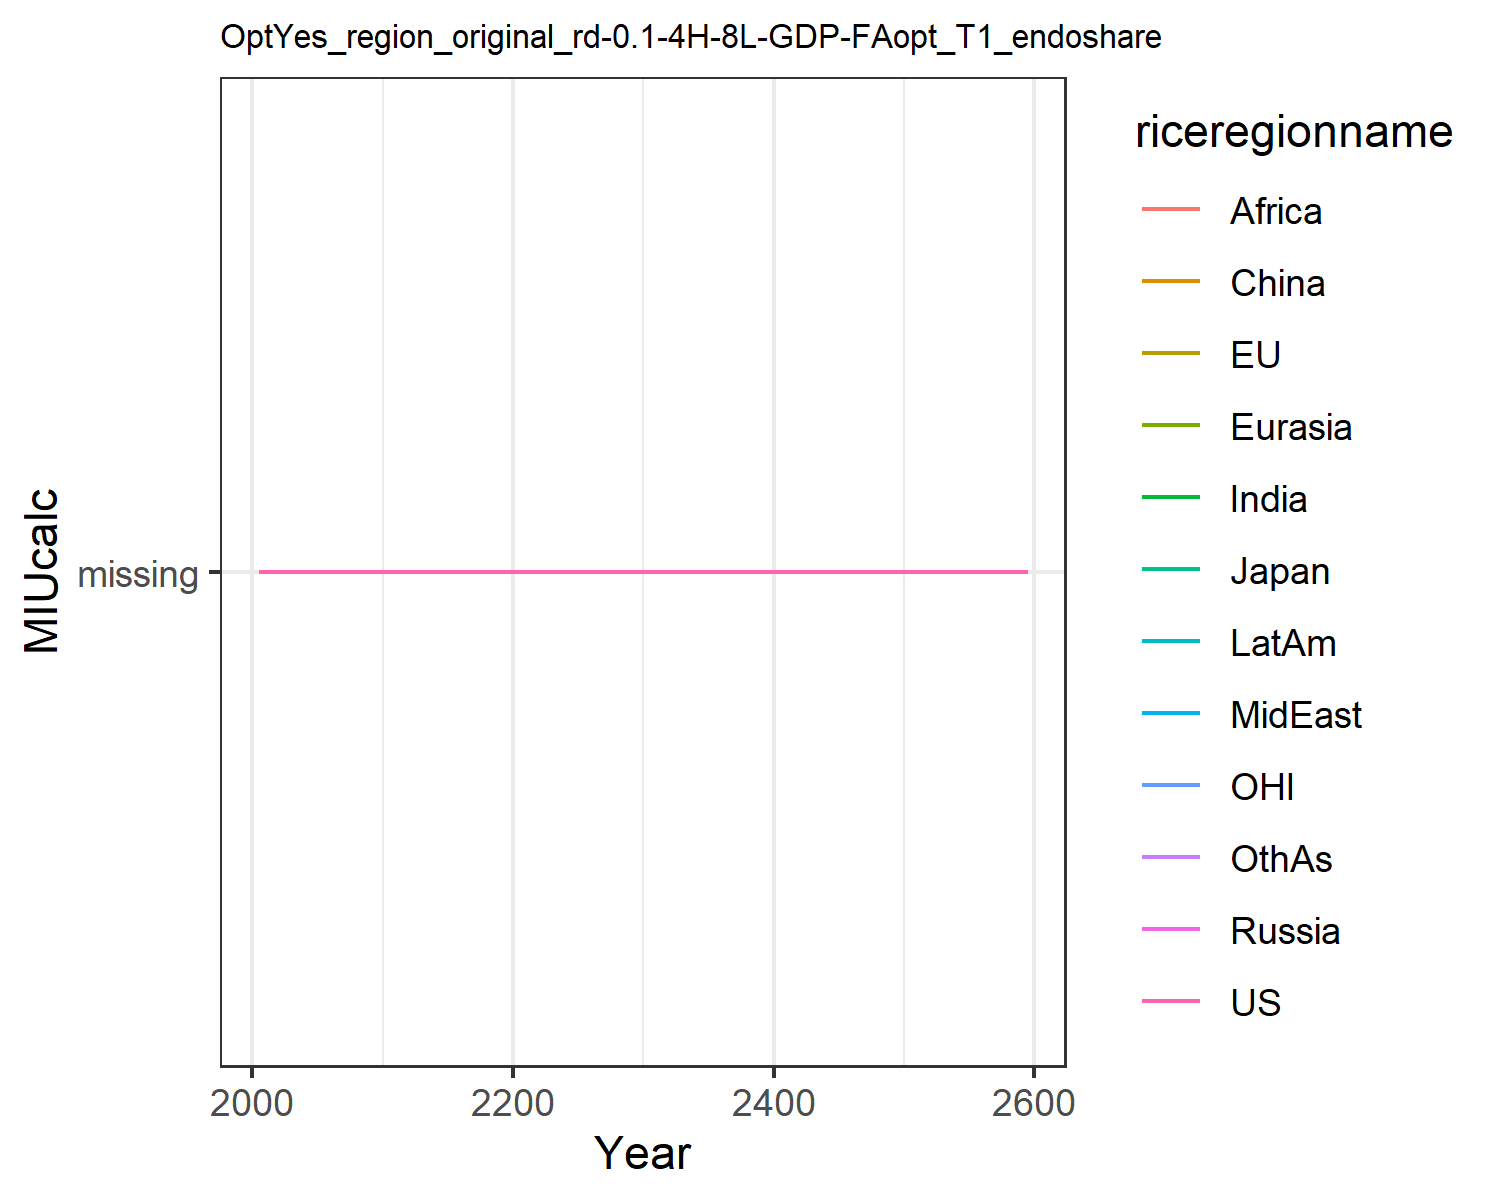 OptYes_region_original_rd-0.1-4H-8L-GDP-FAopt_T1_endoshare
MIUcalc
missing
2000
2200
2400
2600
Year
riceregionname
Africa
China
EU
Eurasia
India
Japan
LatAm
MidEast
OHI
OthAs
Russia
US